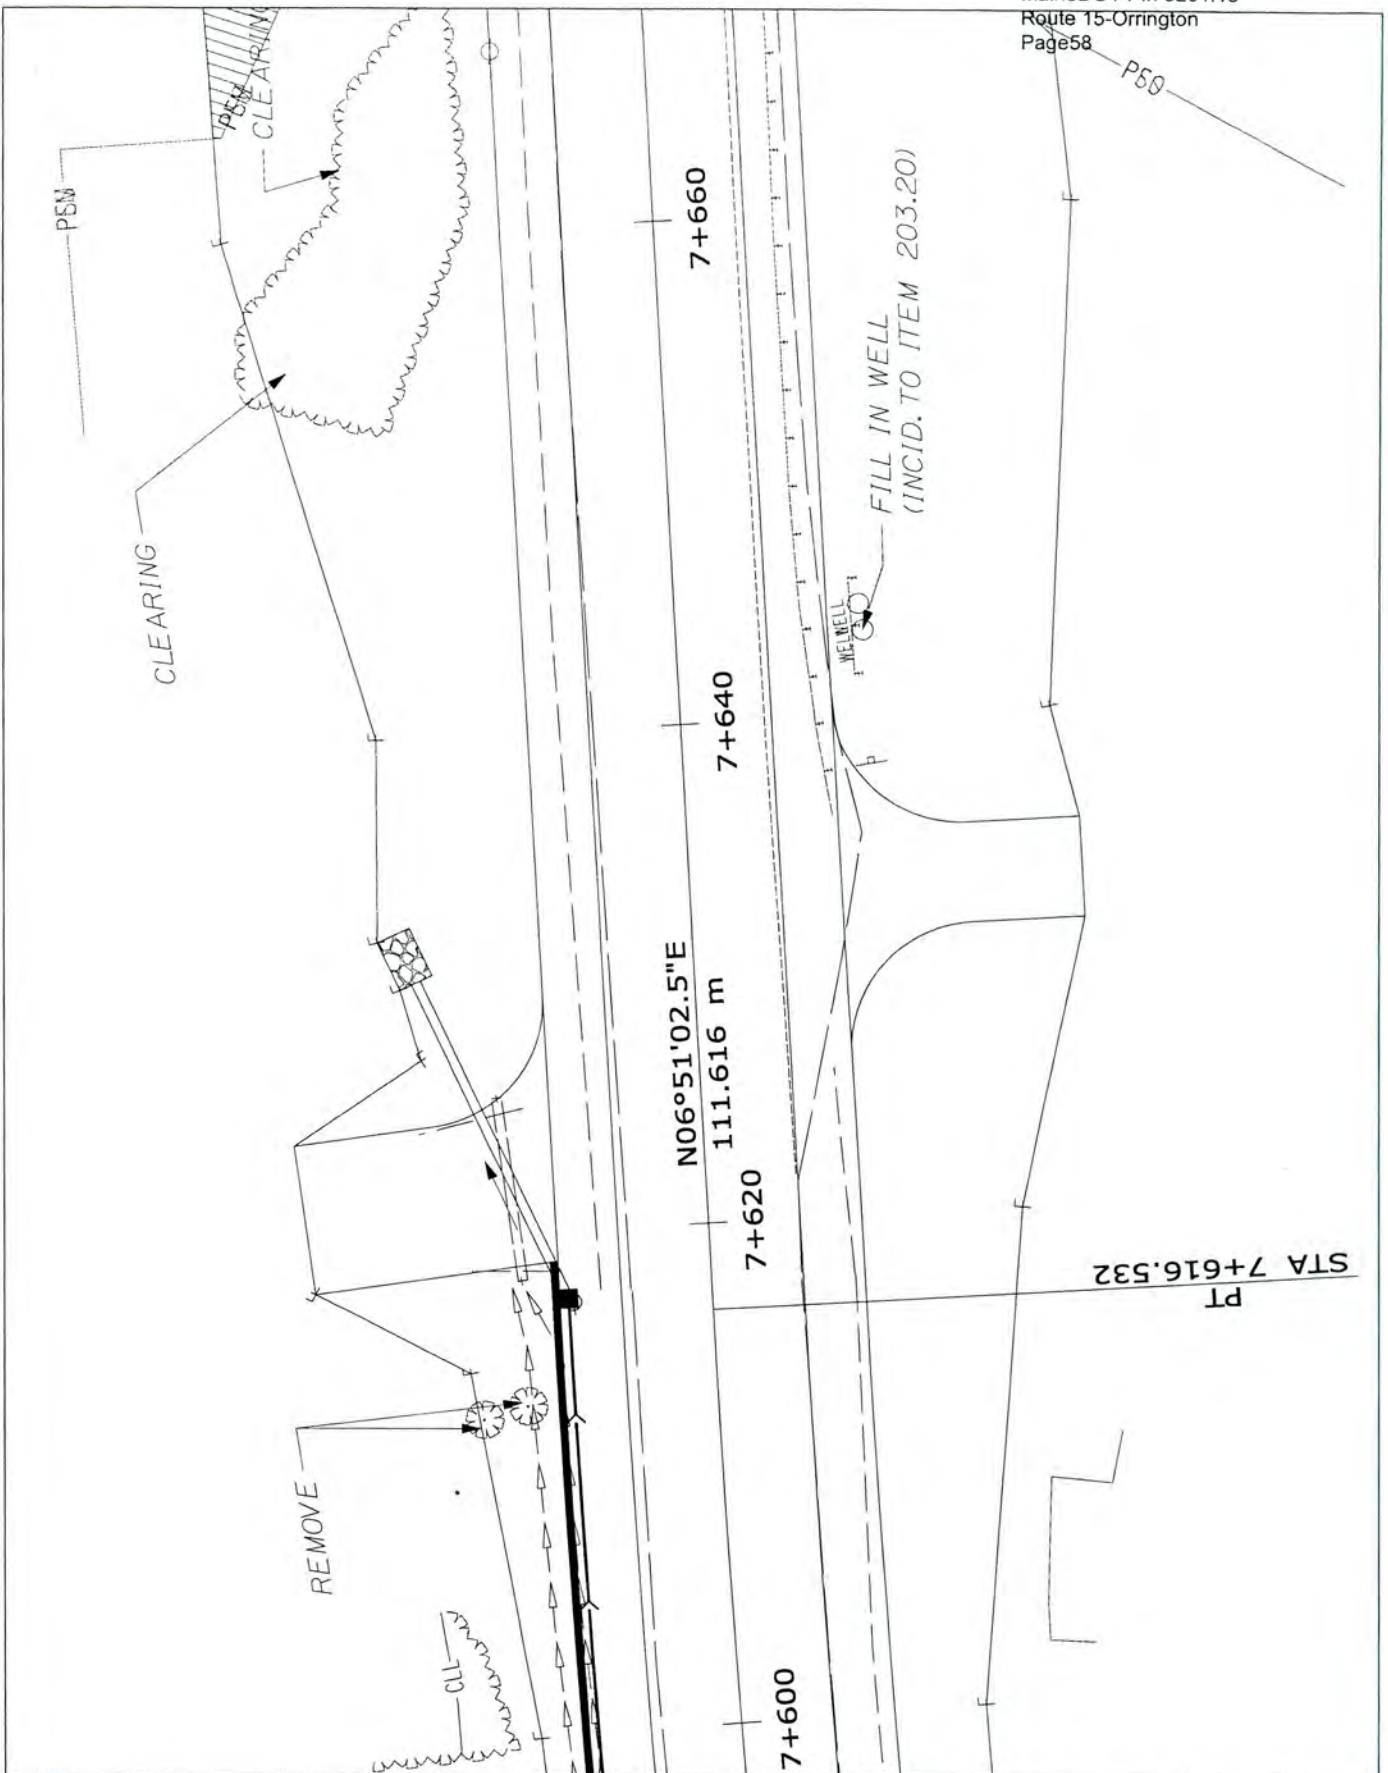 Route 15-Orrington
Page58
P50
PSM
PSM
CLEARING
7+660
FILL IN WELL
(INCID. TO ITEM 203.20)
CLEARING
WELL
7+640
N06°51'02.5"E
111.616 m
7+620
PT
STA 7+616.532
REMOVE
CLL
7+600